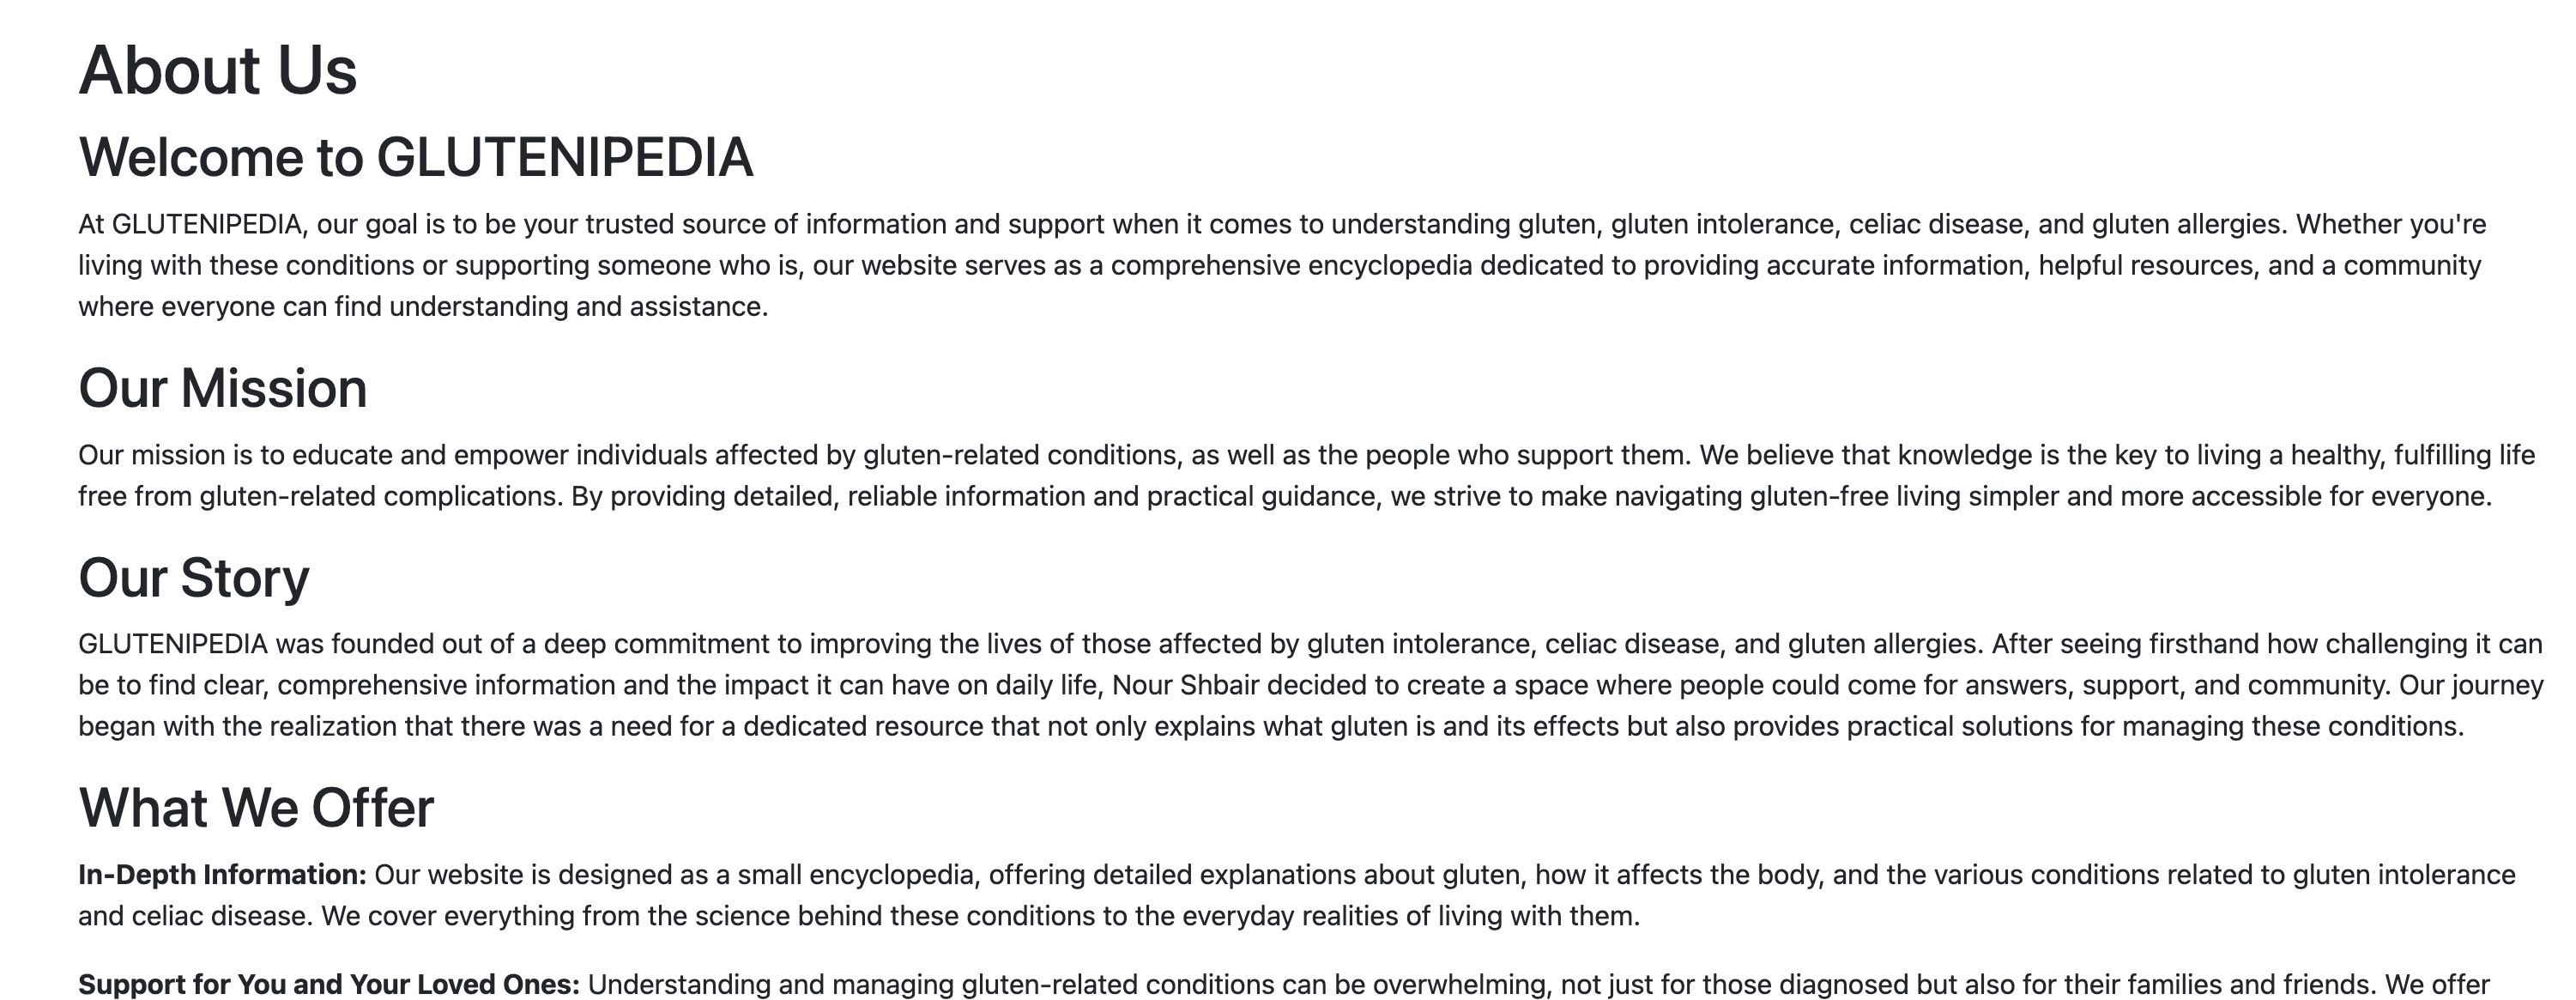 About Us
Welcome to GLUTENIPEDIA
At GLUTENIPEDIA, our goal is to be your trusted source of information and support when it comes to understanding gluten, gluten intolerance, celiac disease, and gluten allergies. Whether you're
living with these conditions or supporting someone who is, our website serves as a comprehensive encyclopedia dedicated to providing accurate information, helpful resources, and a community
where everyone can find understanding and assistance.
Our Mission
Our mission is to educate and empower individuals affected by gluten-related conditions, as well as the people who support them. We believe that knowledge is the key to living a healthy, fulfilling life
free from gluten-related complications. By providing detailed, reliable information and practical guidance, we strive to make navigating gluten-free living simpler and more accessible for everyone.
Our Story
GLUTENIPEDIA was founded out of a deep commitment to improving the lives of those affected by gluten intolerance, celiac disease, and gluten allergies. After seeing firsthand how challenging it can
be to find clear, comprehensive information and the impact it can have on daily life, Nour Shbair decided to create a space where people could come for answers, support, and community. Our journey
began with the realization that there was a need for a dedicated resource that not only explains what gluten is and its effects but also provides practical solutions for managing these conditions.
What We Offer
In-Depth Information: Our website is designed as a small encyclopedia, offering detailed explanations about gluten, how it affects the body, and the various conditions related to gluten intolerance
and celiac disease. We cover everything from the science behind these conditions to the everyday realities of living with them.
Support for You and Your Loved Ones: Understanding and managing gluten-related conditions can be overwhelming, not just for those diagnosed but also for their families and friends. We offer